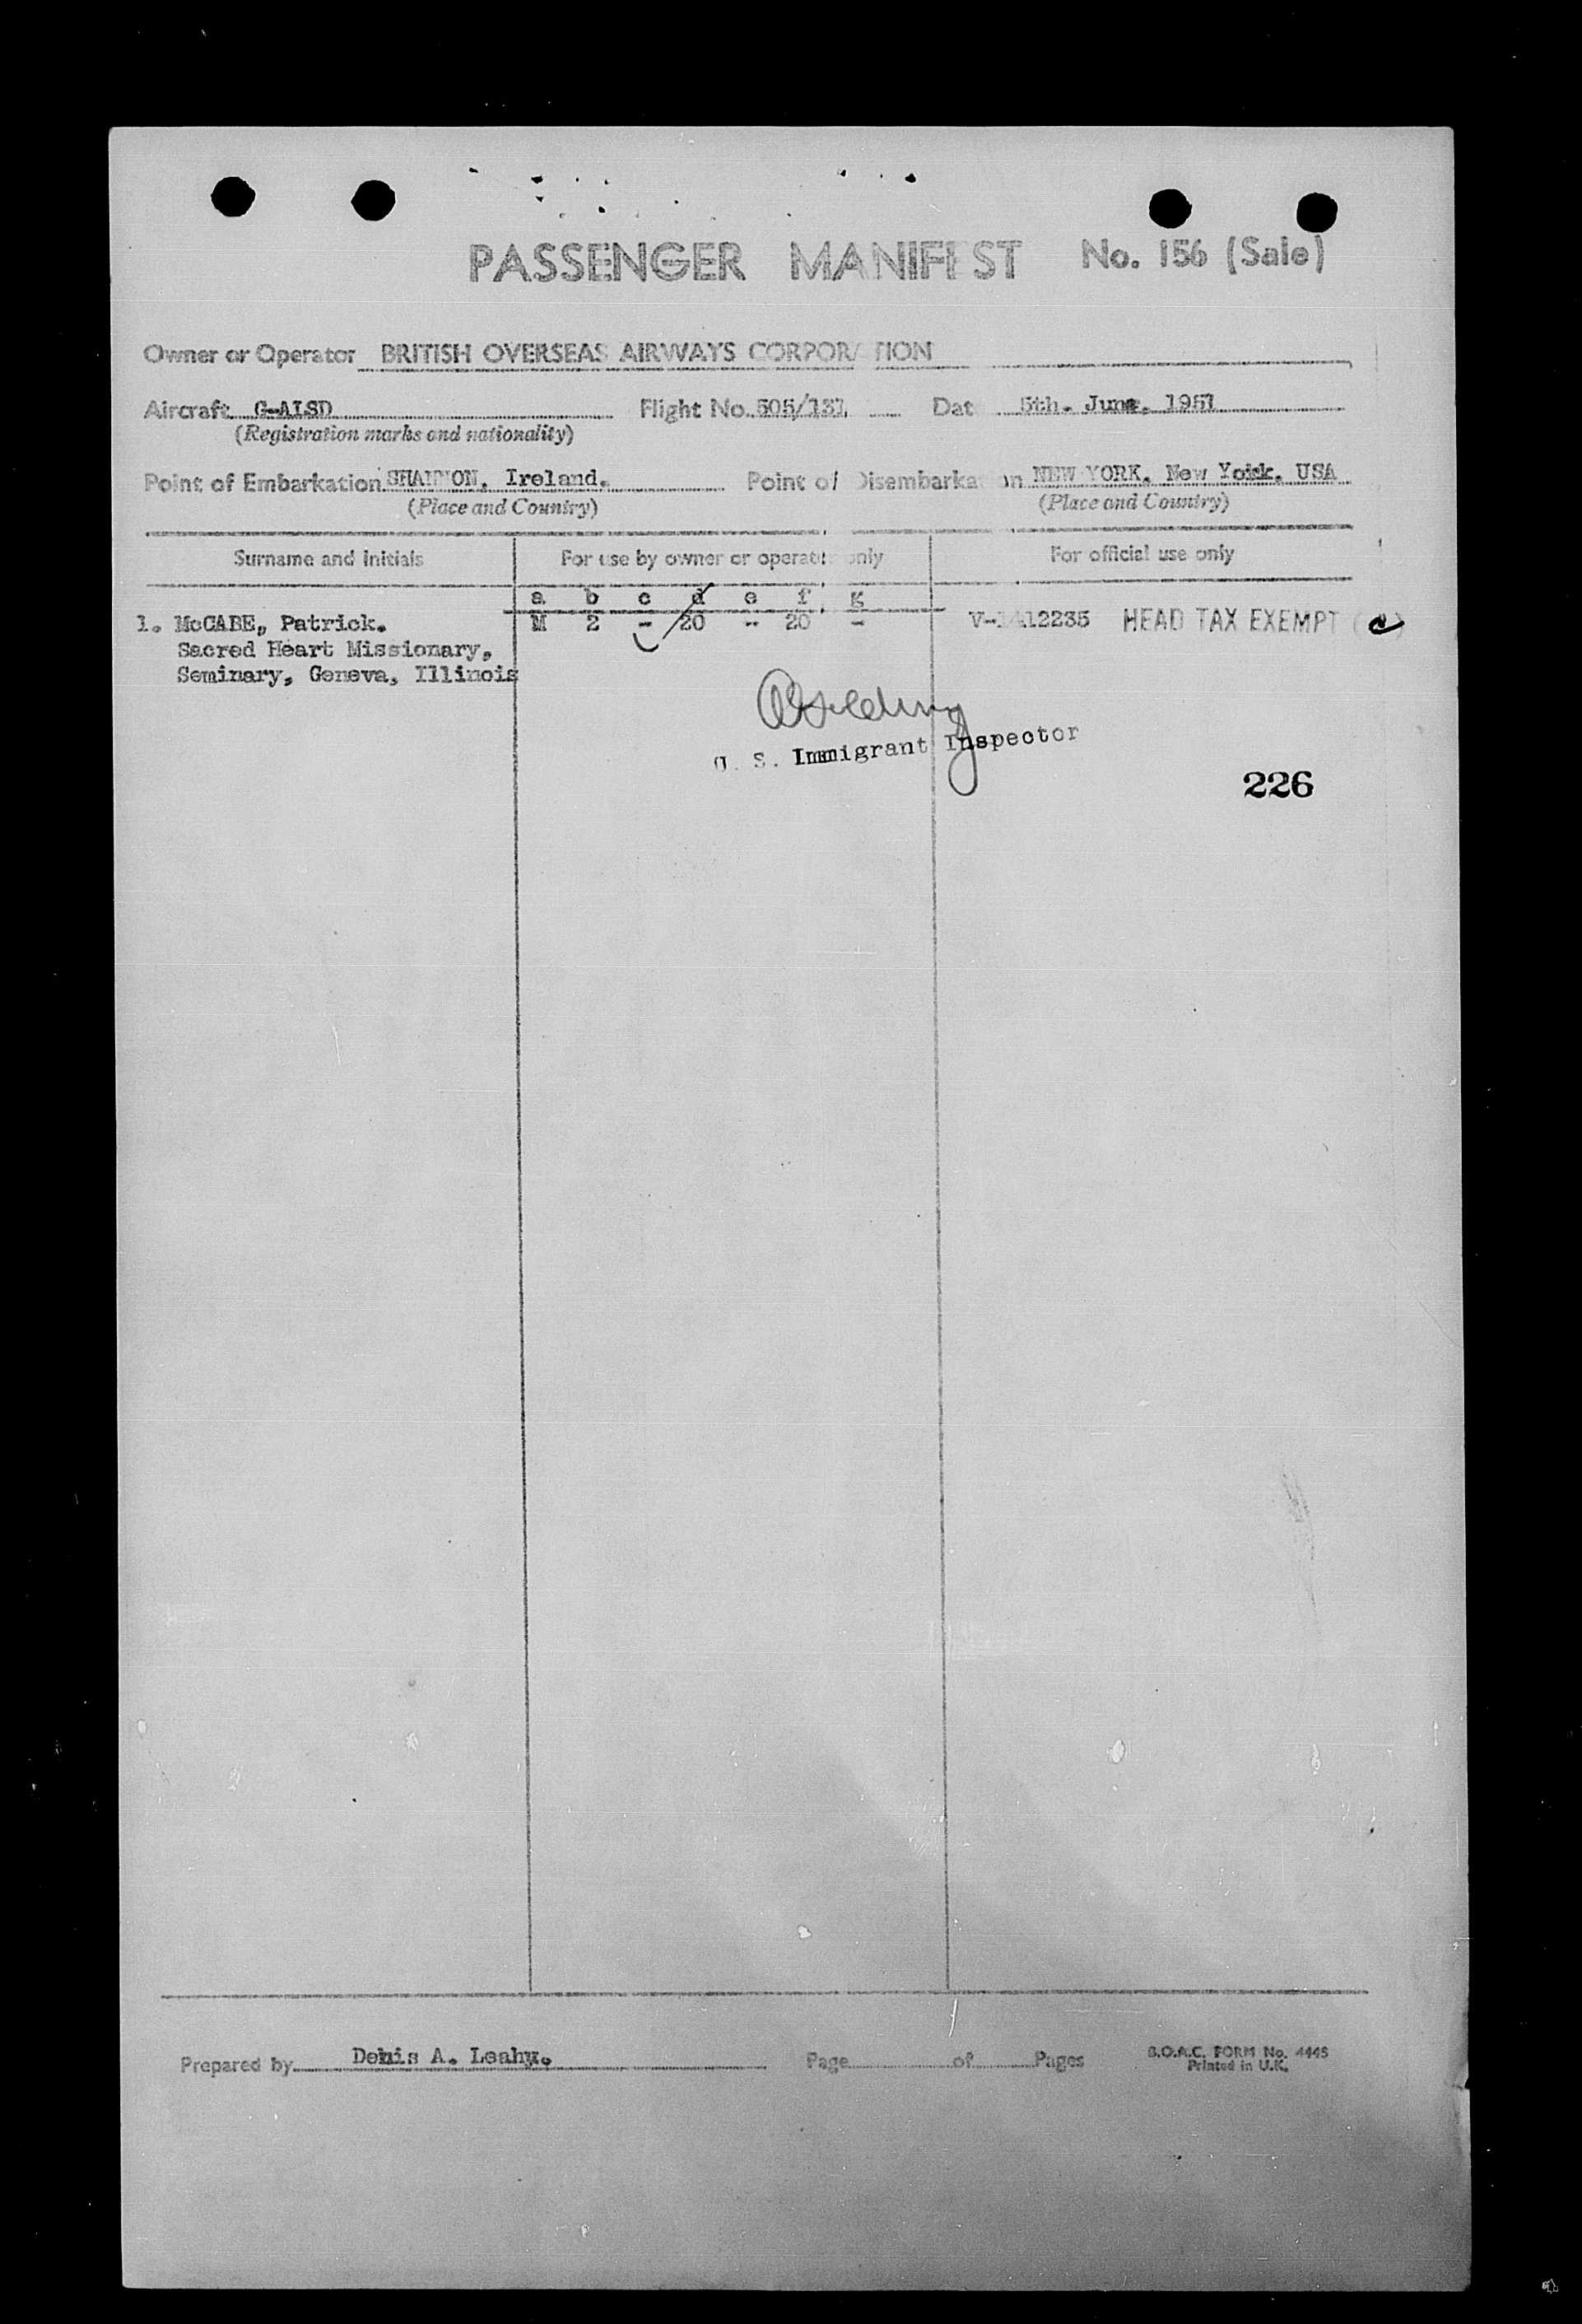 PASSENGER MANIFEST No. 156 (Sale)
Owner or Operator BRITISH OVERSEAS AIRWAYS CORPORATION
Aircraft G-ALSD Flight No. 505/131 Dat 5th. June. 1951
(Registration marks and nationality)
Point of Embarkation SHANNON, Ireland. Point of Disembarkation NEW YORK, New York. USA
(Place and Country) (Place and Country)
Surname and initials For use by owner or operator only For official use only
a b c d e f g
1. McCABE, Patrick. M 2 - 20 - 20 - HEAD TAX EXEMPT
Sacred Heart Missionary,
Seminary, Geneva, Illinois
U. S. Immigrant Inspector
226
Prepared by Denis A. Leahy. Page of Pages B.O.A.C. FORM No. 4445
Printed in U.K.